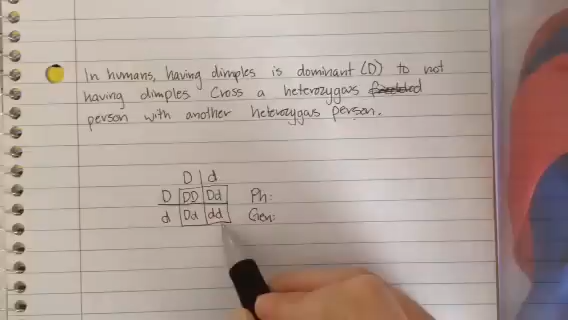 In humans, having dimples is dominant (D) to not
having dimples Cross a heterozygous
person with another heterozygous person.
D d
D DD Dd Ph:
d Dd dd Gen: